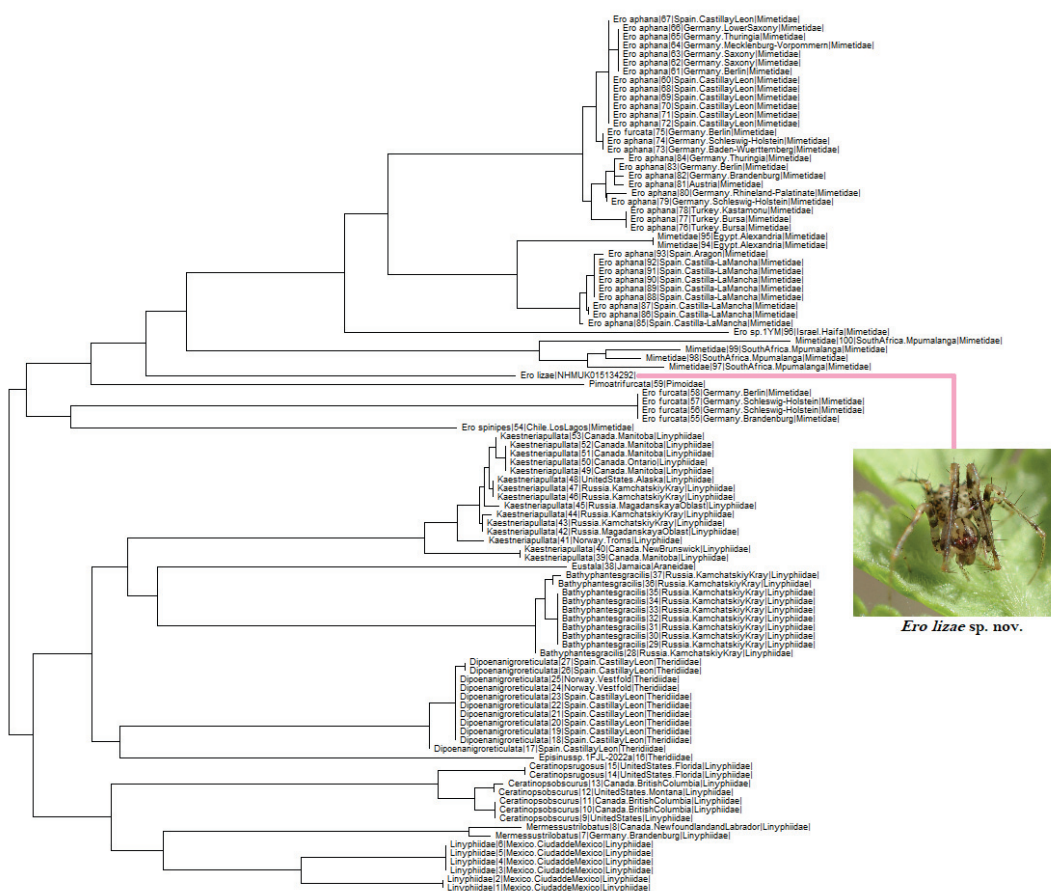 Ero aphana|67|Spain.CastillayLeon|Mimetidae|
Ero aphana|66|Germany.LowerSaxony|Mimetidae|
Ero aphana|65|Germany.Thuringia|Mimetidae|
Ero aphana|64|Germany.Mecklenburg-Vorpommern|Mimetidae|
Ero aphana|63|Germany.Saxony|Mimetidae|
Ero aphana|62|Germany.Saxony|Mimetidae|
Ero aphana|61|Germany.Berlin|Mimetidae|
Ero aphana|60|Spain.CastillayLeon|Mimetidae|
Ero aphana|68|Spain.CastillayLeon|Mimetidae|
Ero aphana|69|Spain.CastillayLeon|Mimetidae|
Ero aphana|70|Spain.CastillayLeon|Mimetidae|
Ero aphana|71|Spain.CastillayLeon|Mimetidae|
Ero aphana|72|Spain.CastillayLeon|Mimetidae|
Ero furcata|75|Germany.Berlin|Mimetidae|
Ero aphana|74|Germany.Schleswig-Holstein|Mimetidae|
Ero aphana|73|Germany.Baden-Wuerttemberg|Mimetidae|
Ero aphana|84|Germany.Thuringia|Mimetidae|
Ero aphana|83|Germany.Berlin|Mimetidae|
Ero aphana|82|Germany.Brandenburg|Mimetidae|
Ero aphana|81|Austria|Mimetidae|
Ero aphana|80|Germany.Rhineland-Palatinate|Mimetidae|
Ero aphana|79|Germany.Schleswig-Holstein|Mimetidae|
Ero aphana|78|Turkey.Kastamonu|Mimetidae|
Ero aphana|77|Turkey.Bursa|Mimetidae|
Ero aphana|76|Turkey.Bursa|Mimetidae|
Mimetidae|95|Egypt.Alexandria|Mimetidae|
Mimetidae|94|Egypt.Alexandria|Mimetidae|
Ero aphana|93|Spain.Aragon|Mimetidae|
Ero aphana|92|Spain.Castilla-LaMancha|Mimetidae|
Ero aphana|91|Spain.Castilla-LaMancha|Mimetidae|
Ero aphana|90|Spain.Castilla-LaMancha|Mimetidae|
Ero aphana|89|Spain.Castilla-LaMancha|Mimetidae|
Ero aphana|88|Spain.Castilla-LaMancha|Mimetidae|
Ero aphana|87|Spain.Castilla-LaMancha|Mimetidae|
Ero aphana|86|Spain.Castilla-LaMancha|Mimetidae|
Ero aphana|85|Spain.Castilla-LaMancha|Mimetidae|
Ero sp.1YM|96|Israel.Haifa|Mimetidae|
Mimetidae|100|SouthAfrica.Mpumalanga|Mimetidae|
Mimetidae|99|SouthAfrica.Mpumalanga|Mimetidae|
Mimetidae|98|SouthAfrica.Mpumalanga|Mimetidae|
Mimetidae|97|SouthAfrica.Mpumalanga|Mimetidae|
Ero lizae|NHMUK015134292|
Pimoatrifurcata|59|Pimoidae|
Ero furcata|58|Germany.Berlin|Mimetidae|
Ero furcata|57|Germany.Schleswig-Holstein|Mimetidae|
Ero furcata|56|Germany.Schleswig-Holstein|Mimetidae|
Ero furcata|55|Germany.Brandenburg|Mimetidae|
Ero spinipes|54|Chile.LosLagos|Mimetidae|
Kaestneriapullata|53|Canada.Manitoba|Linyphiidae|
Kaestneriapullata|52|Canada.Manitoba|Linyphiidae|
Kaestneriapullata|51|Canada.Manitoba|Linyphiidae|
Kaestneriapullata|50|Canada.Ontario|Linyphiidae|
Kaestneriapullata|49|Canada.Manitoba|Linyphiidae|
Kaestneriapullata|48|UnitedStates.Alaska|Linyphiidae|
Kaestneriapullata|47|Russia.KamchatskiyKray|Linyphiidae|
Kaestneriapullata|46|Russia.KamchatskiyKray|Linyphiidae|
Kaestneriapullata|45|Russia.MagadanskayaOblast|Linyphiidae|
Kaestneriapullata|44|Russia.KamchatskiyKray|Linyphiidae|
Kaestneriapullata|43|Russia.KamchatskiyKray|Linyphiidae|
Kaestneriapullata|42|Russia.MagadanskayaOblast|Linyphiidae|
Kaestneriapullata|41|Norway.Troms|Linyphiidae|
Kaestneriapullata|40|Canada.NewBrunswick|Linyphiidae|
Kaestneriapullata|39|Canada.Manitoba|Linyphiidae|
Eustala|38|Jamaica|Araneidae|
Bathyphantesgracilis|37|Russia.KamchatskiyKray|Linyphiidae|
Bathyphantesgracilis|36|Russia.KamchatskiyKray|Linyphiidae|
Bathyphantesgracilis|35|Russia.KamchatskiyKray|Linyphiidae|
Bathyphantesgracilis|34|Russia.KamchatskiyKray|Linyphiidae|
Bathyphantesgracilis|33|Russia.KamchatskiyKray|Linyphiidae|
Bathyphantesgracilis|32|Russia.KamchatskiyKray|Linyphiidae|
Bathyphantesgracilis|31|Russia.KamchatskiyKray|Linyphiidae|
Bathyphantesgracilis|30|Russia.KamchatskiyKray|Linyphiidae|
Bathyphantesgracilis|29|Russia.KamchatskiyKray|Linyphiidae|
Bathyphantesgracilis|28|Russia.KamchatskiyKray|Linyphiidae|
Dipoenanigroreticulata|27|Spain.CastillayLeon|Theridiidae|
Dipoenanigroreticulata|26|Spain.CastillayLeon|Theridiidae|
Dipoenanigroreticulata|25|Norway.Vestfold|Theridiidae|
Dipoenanigroreticulata|24|Norway.Vestfold|Theridiidae|
Dipoenanigroreticulata|23|Spain.CastillayLeon|Theridiidae|
Dipoenanigroreticulata|22|Spain.CastillayLeon|Theridiidae|
Dipoenanigroreticulata|21|Spain.CastillayLeon|Theridiidae|
Dipoenanigroreticulata|20|Spain.CastillayLeon|Theridiidae|
Dipoenanigroreticulata|19|Spain.CastillayLeon|Theridiidae|
Dipoenanigroreticulata|18|Spain.CastillayLeon|Theridiidae|
Dipoenanigroreticulata|17|Spain.CastillayLeon|Theridiidae|
Episinussp.1FJL-2022a|16|Theridiidae|
Ceratinopsrugosus|15|UnitedStates.Florida|Linyphiidae|
Ceratinopsrugosus|14|UnitedStates.Florida|Linyphiidae|
Ceratinopsobscurus|13|Canada.BritishColumbia|Linyphiidae|
Ceratinopsobscurus|12|UnitedStates.Montana|Linyphiidae|
Ceratinopsobscurus|11|Canada.BritishColumbia|Linyphiidae|
Ceratinopsobscurus|10|Canada.BritishColumbia|Linyphiidae|
Ceratinopsobscurus|9|UnitedStates|Linyphiidae|
Mermessustrilobatus|8|Canada.NewfoundlandandLabrador|Linyphiidae|
Mermessustrilobatus|7|Germany.Brandenburg|Linyphiidae|
Linyphiidae|6|Mexico.CiudaddeMexico|Linyphiidae|
Linyphiidae|5|Mexico.CiudaddeMexico|Linyphiidae|
Linyphiidae|4|Mexico.CiudaddeMexico|Linyphiidae|
Linyphiidae|3|Mexico.CiudaddeMexico|Linyphiidae|
Linyphiidae|2|Mexico.CiudaddeMexico|Linyphiidae|
Linyphiidae|1|Mexico.CiudaddeMexico|Linyphiidae|
Ero lizae sp. nov.